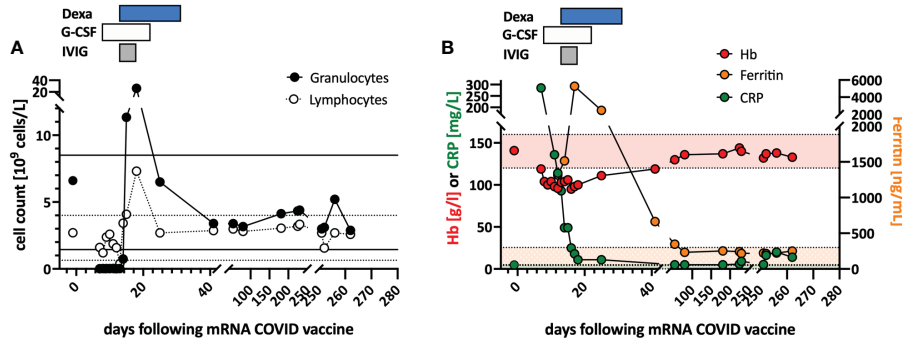 Dexa
G-CSF
IVIG
A
Granulocytes
Lymphocytes
cell count [10⁹ cells/L]
40
20
10
5
0
0 20 40 100 150 200 250 250 260 270 280
days following mRNA COVID vaccine
Dexa
G-CSF
IVIG
B
Hb
Ferritin
CRP
Hb [g/l] or CRP [mg/L]
300
250
200
150
100
50
0
6000
4000
2000
2000
1500
1000
500
0
Ferritin [ng/mL]
0 20 40 100 150 200 250 250 260 270 280
days following mRNA COVID vaccine